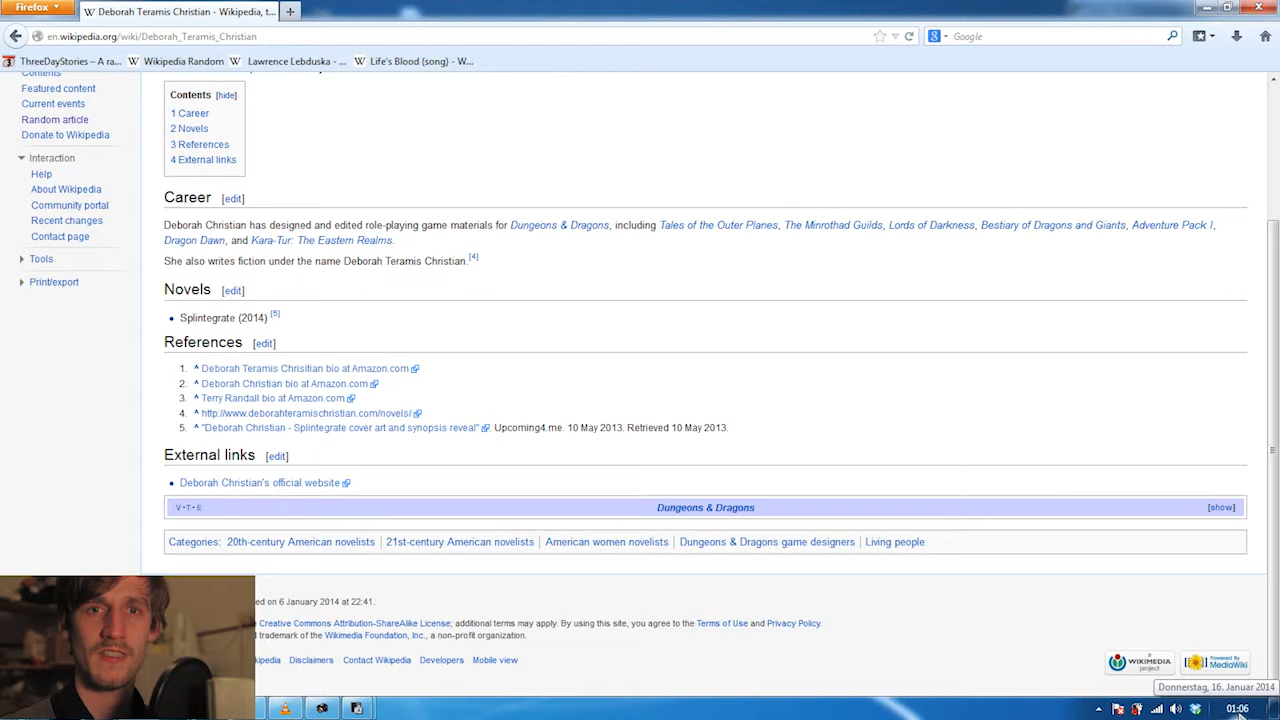 Firefox
Deborah Teramis Christian - Wikipedia, t...
en.wikipedia.org/wiki/Deborah_Teramis_Christian
Google
ThreeDayStories – A ra...
Wikipedia Random
Lawrence Lebduska - ...
Life's Blood (song) - W...
Contents
Featured content
Current events
Random article
Donate to Wikipedia
Interaction
Help
About Wikipedia
Community portal
Recent changes
Contact page
Tools
Print/export
Contents [hide]
1 Career
2 Novels
3 References
4 External links
Career [edit]
Deborah Christian has designed and edited role-playing game materials for Dungeons & Dragons, including Tales of the Outer Planes, The Minrothad Guilds, Lords of Darkness, Bestiary of Dragons and Giants, Adventure Pack I,
Dragon Dawn, and Kara-Tur: The Eastern Realms.
She also writes fiction under the name Deborah Teramis Christian.[4]
Novels [edit]
• Splintegrate (2014) [5]
References [edit]
1. ^ Deborah Teramis Chrisitian bio at Amazon.com
2. ^ Deborah Christian bio at Amazon.com
3. ^ Terry Randall bio at Amazon.com
4. ^ http://www.deborahteramischristian.com/novels/
5. ^ "Deborah Christian - Splintegrate cover art and synopsis reveal". Upcoming4.me. 10 May 2013. Retrieved 10 May 2013.
External links [edit]
• Deborah Christian's official website
V · T · E Dungeons & Dragons [show]
Categories: 20th-century American novelists | 21st-century American novelists | American women novelists | Dungeons & Dragons game designers | Living people
ed on 6 January 2014 at 22:41.
Creative Commons Attribution-ShareAlike License; additional terms may apply. By using this site, you agree to the Terms of Use and Privacy Policy.
d trademark of the Wikimedia Foundation, Inc., a non-profit organization.
kipedia Disclaimers Contact Wikipedia Developers Mobile view
A WIKIMEDIA project
Powered By MediaWiki
Donnerstag, 16. Januar 2014
01:06